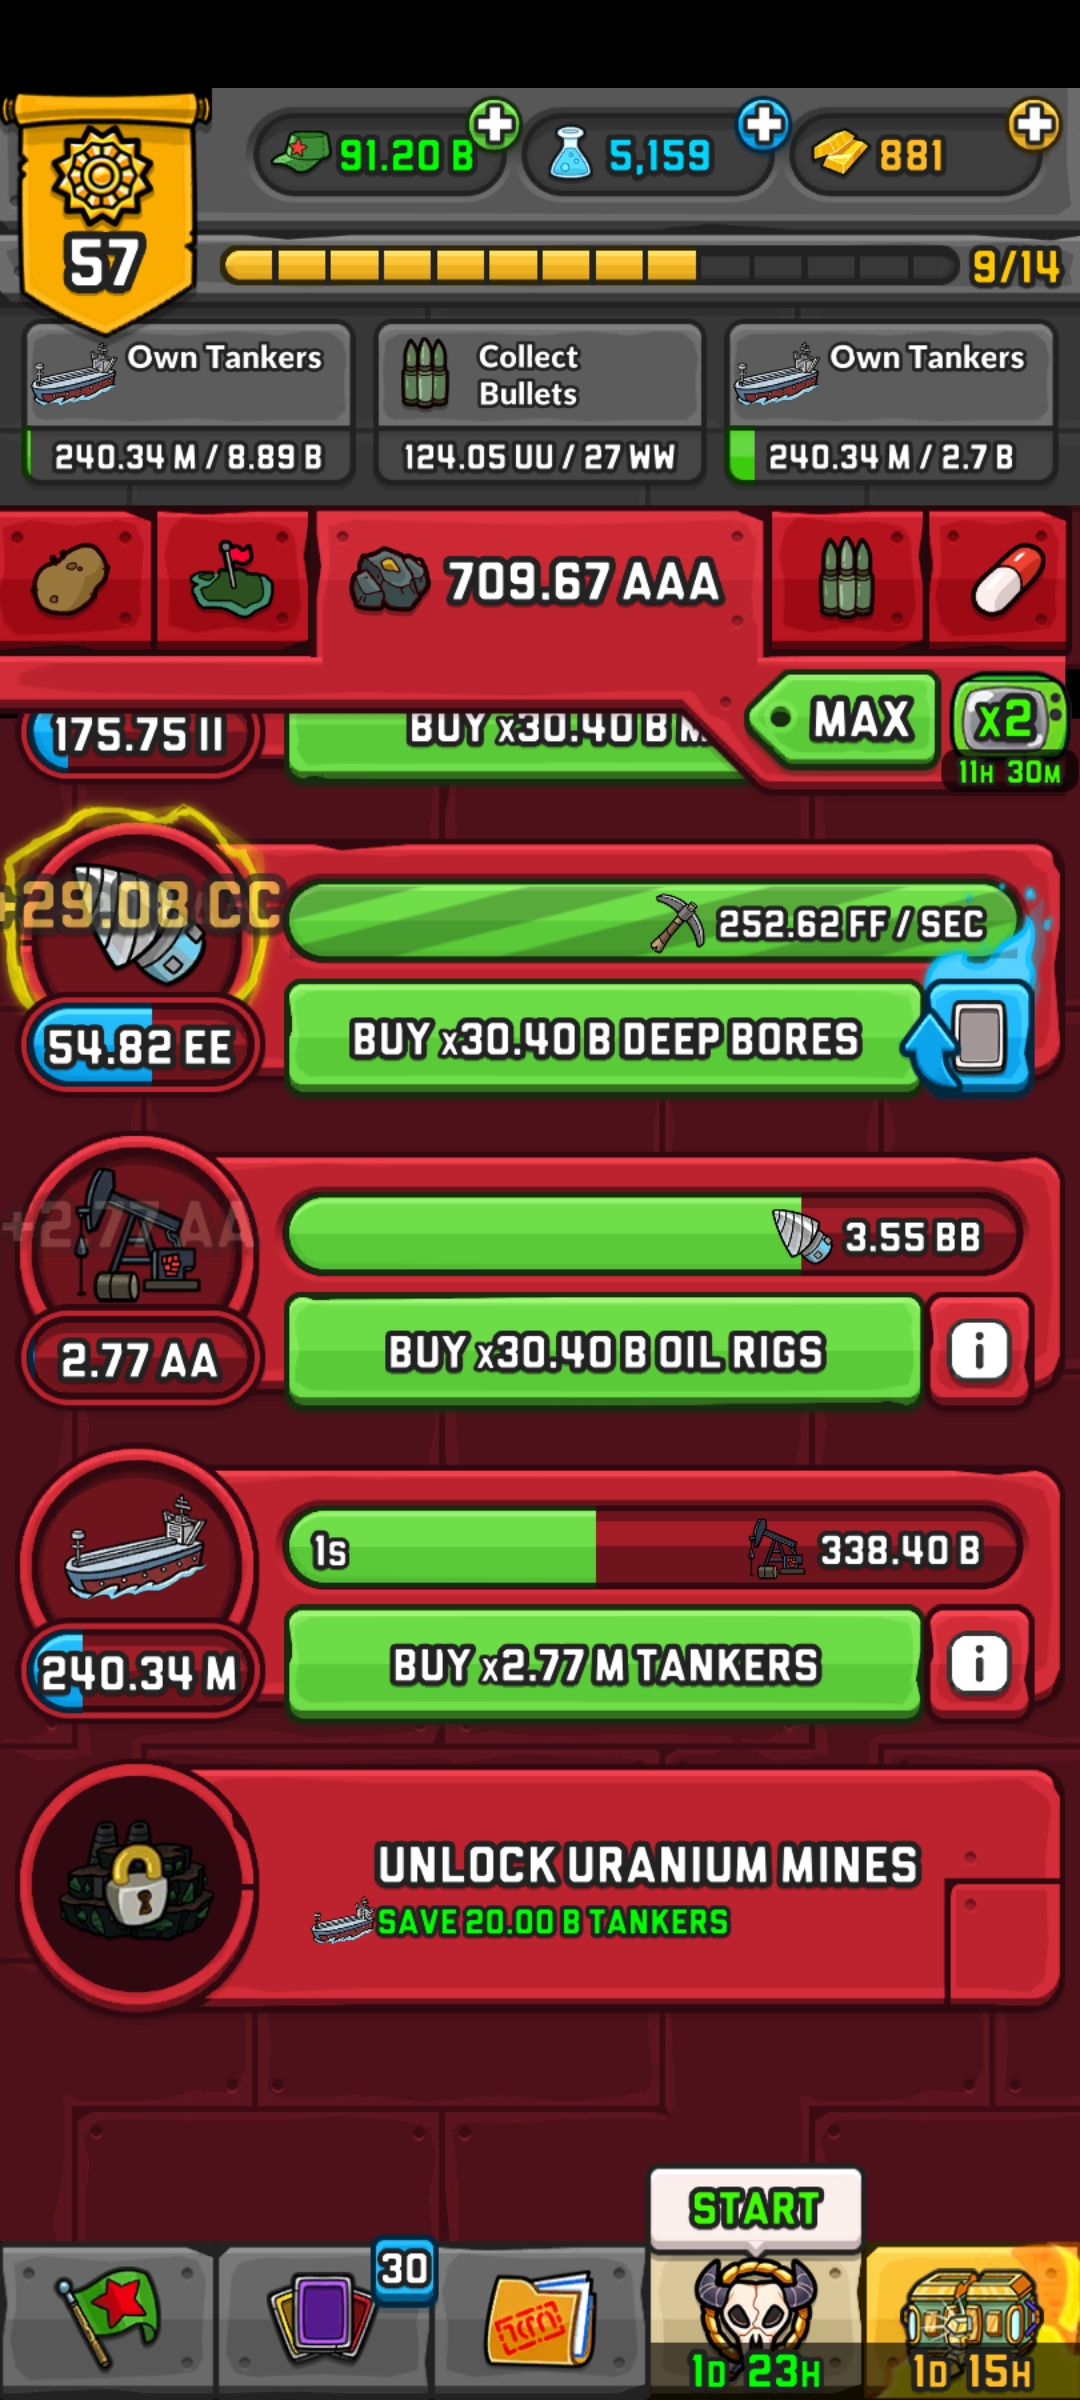 91.20 B
5,159
881
57
9/14
Own Tankers
240.34 M / 8.89 B
Collect
Bullets
124.05 UU / 27 WW
Own Tankers
240.34 M / 2.7 B
709.67 AAA
MAX
x2
11H 30M
175.75 II
BUY x30.40 B
+29.08 CC
252.62 FF / SEC
54.82 EE
BUY x30.40 B DEEP BORES
+2.77 AA
3.55 BB
2.77 AA
BUY x30.40 B OIL RIGS
i
1s
338.40 B
240.34 M
BUY x2.77 M TANKERS
i
UNLOCK URANIUM MINES
SAVE 20.00 B TANKERS
START
30
1D 23H
1D 15H